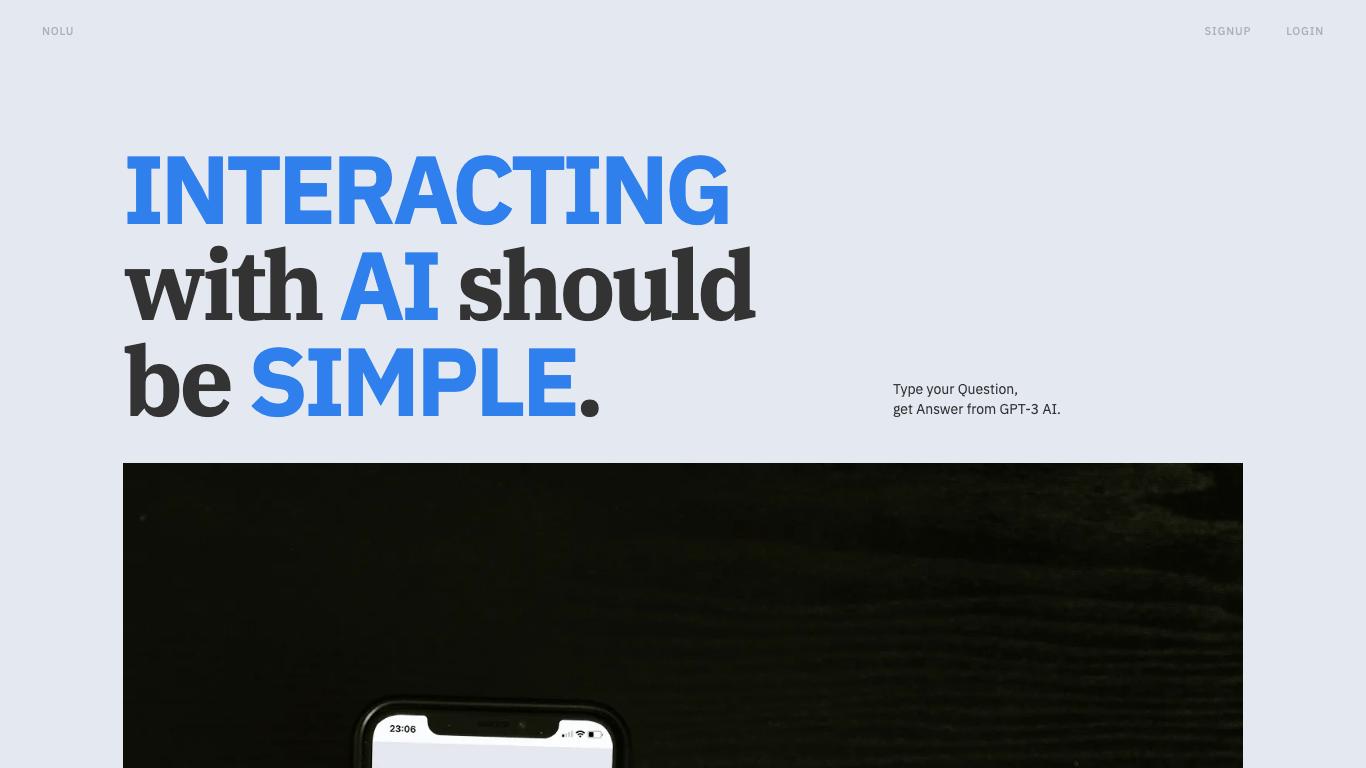 NOLU
SIGNUP
LOGIN
INTERACTING
with AI should
be SIMPLE.
Type your Question,
get Answer from GPT-3 AI.
23:06